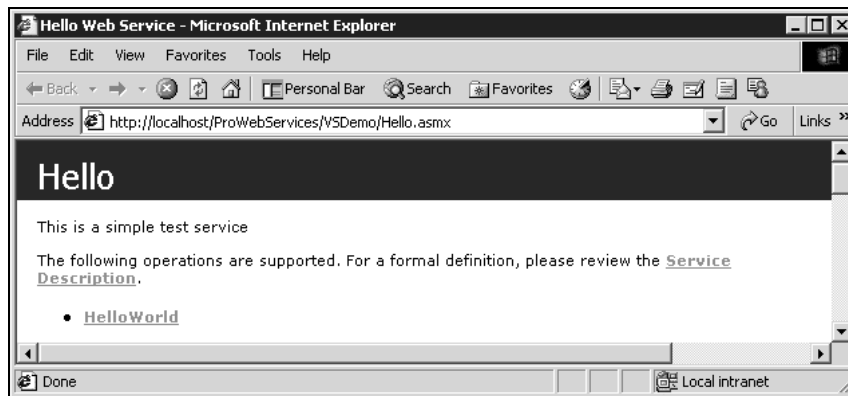 Hello Web Service - Microsoft Internet Explorer
File Edit View Favorites Tools Help
Back Personal Bar Search Favorites
Address http://localhost/ProWebServices/VSDemo/Hello.asmx Go Links »
Hello
This is a simple test service
The following operations are supported. For a formal definition, please review the Service
Description.
• HelloWorld
Done Local intranet